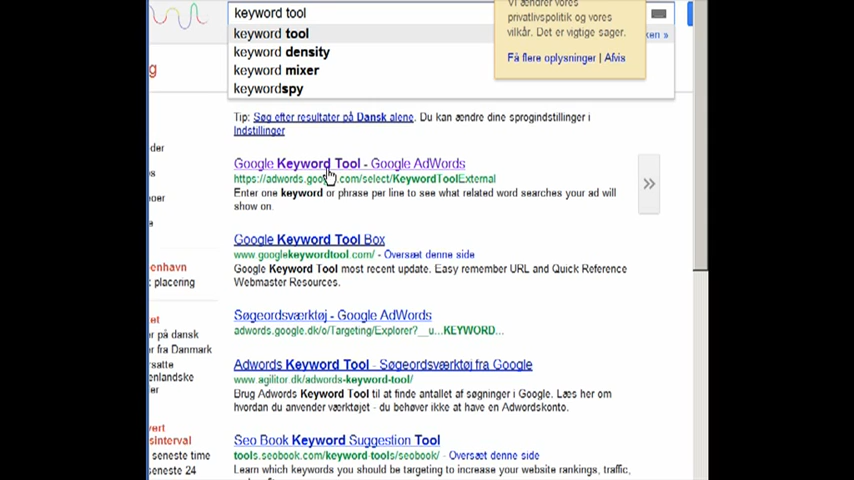 keyword tool
keyword tool
keyword density
keyword mixer
keywordspy
Vi ændrer vores
privatlivspolitik og vores
vilkår. Det er vigtige sager.
Få flere oplysninger | Afvis
ken »
g
Tip: Søg efter resultater på Dansk alene. Du kan ændre dine sprogindstillinger i
Indstillinger
Google Keyword Tool - Google AdWords
https://adwords.google.com/select/KeywordToolExternal
Enter one keyword or phrase per line to see what related word searches your ad will
show on.
»
Google Keyword Tool Box
www.googlekeywordtool.com/ - Oversæt denne side
Google Keyword Tool most recent update. Easy remember URL and Quick Reference
Webmaster Resources.
Søgeordsværktøj - Google AdWords
adwords.google.dk/o/Targeting/Explorer?__u...KEYWORD...
Adwords Keyword Tool - Søgeordsværktøj fra Google
www.agilitor.dk/adwords-keyword-tool/
Brug Adwords Keyword Tool til at finde antallet af søgninger i Google. Læs her om
hvordan du anvender værktøjet - du behøver ikke at have en Adwordskonto.
Seo Book Keyword Suggestion Tool
tools.seobook.com/keyword-tools/seobook/ - Oversæt denne side
Learn which keywords you should be targeting to increase your website rankings, traffic,
der
s
oer
e
enhavn
t placering
et
r på dansk
er fra Danmark
satte
enlandske
er
vert
sinterval
seneste time
seneste 24